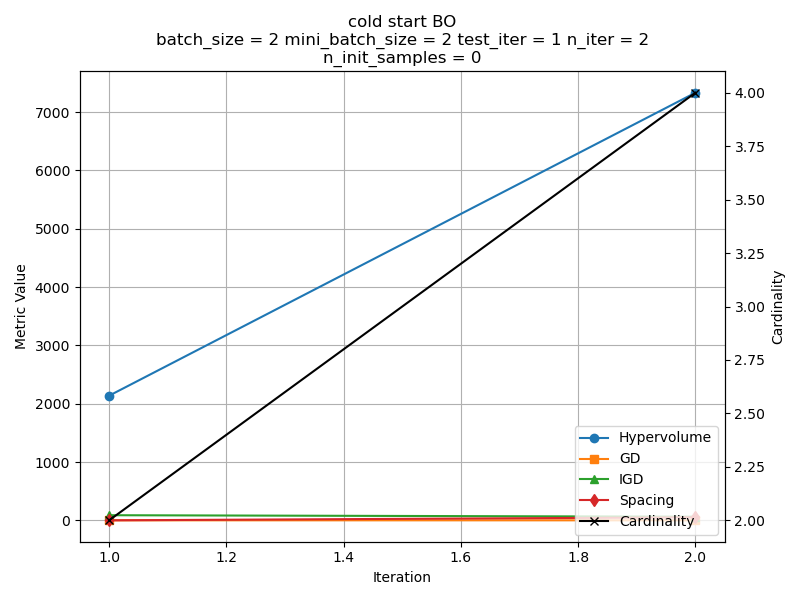 cold start BO
batch_size = 2 mini_batch_size = 2 test_iter = 1 n_iter = 2
n_init_samples = 0
7000
6000
5000
4000
3000
2000
1000
0
Metric Value
1.0
1.2
1.4
1.6
1.8
2.0
Iteration
4.00
3.75
3.50
3.25
3.00
2.75
2.50
2.25
2.00
Cardinality
Hypervolume
GD
IGD
Spacing
Cardinality